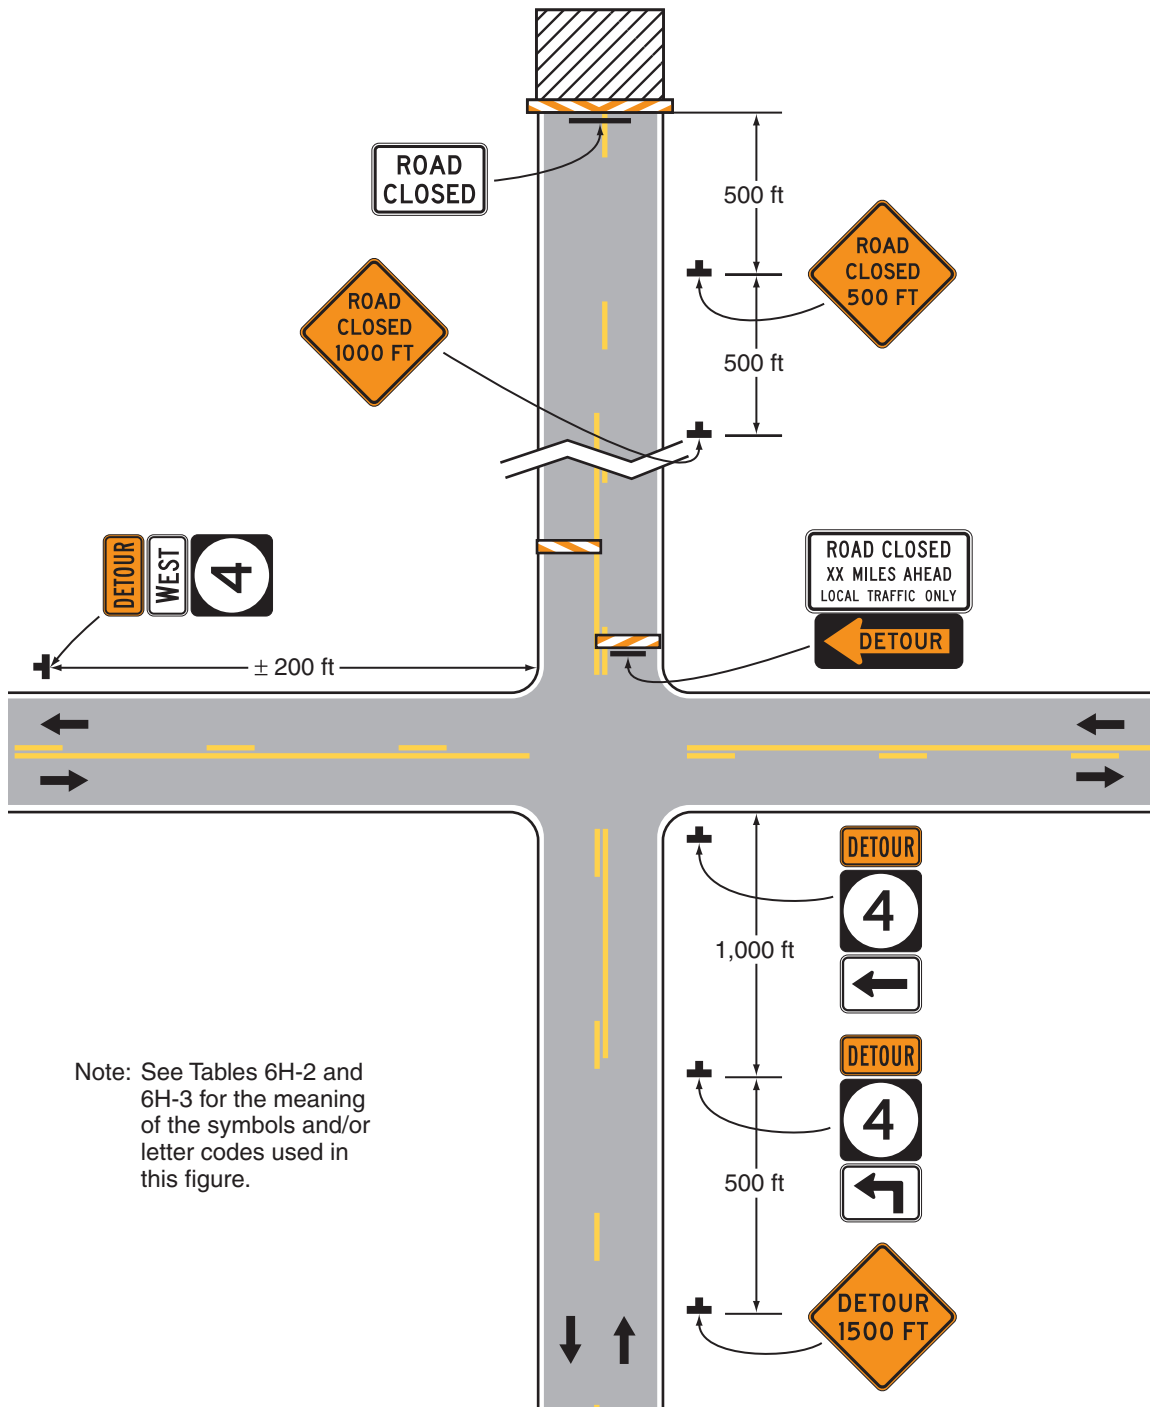 ROAD
CLOSED
500 ft
ROAD
CLOSED
500 FT
ROAD
CLOSED
1000 FT
500 ft
DETOUR
WEST
4
ROAD CLOSED
XX MILES AHEAD
LOCAL TRAFFIC ONLY
DETOUR
± 200 ft
DETOUR
4
1,000 ft
DETOUR
4
500 ft
Note: See Tables 6H-2 and
6H-3 for the meaning
of the symbols and/or
letter codes used in
this figure.
DETOUR
1500 FT